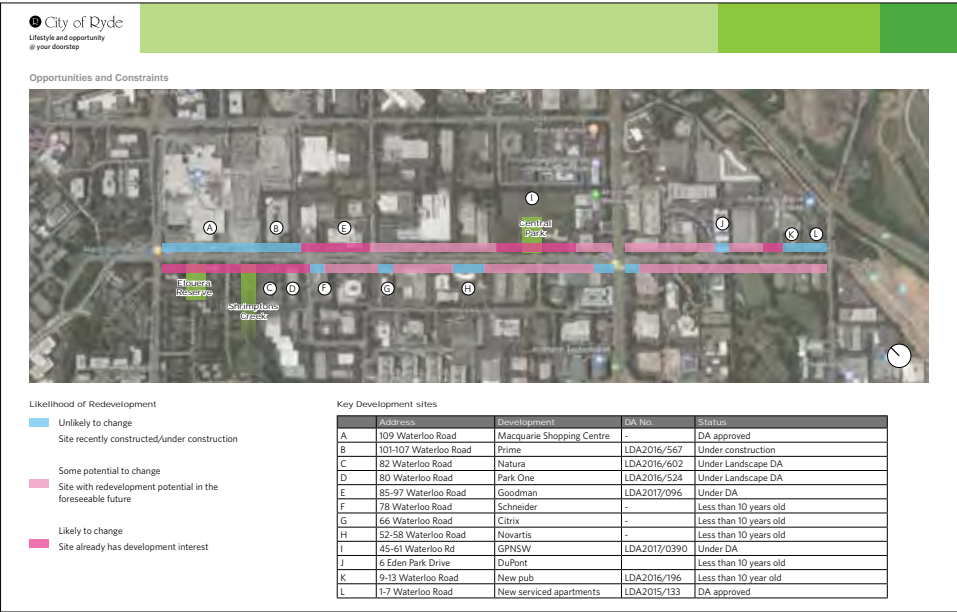 R City of Ryde
Lifestyle and opportunity
@ your doorstep
Opportunities and Constraints
I
A
B
E
Central
Park
J
K
L
Elouera
Reserve
Shrimptons
Creek
C
D
F
G
H
Likelihood of Redevelopment
Unlikely to change
Site recently constructed/under construction
Some potential to change
Site with redevelopment potential in the
foreseeable future
Likely to change
Site already has development interest
Key Development sites
Address Development DA No. Status
A 109 Waterloo Road Macquarie Shopping Centre - DA approved
B 101-107 Waterloo Road Prime LDA2016/567 Under construction
C 82 Waterloo Road Natura LDA2016/602 Under Landscape DA
D 80 Waterloo Road Park One LDA2016/524 Under Landscape DA
E 85-97 Waterloo Road Goodman LDA2017/096 Under DA
F 78 Waterloo Road Schneider - Less than 10 years old
G 66 Waterloo Road Citrix - Less than 10 years old
H 52-58 Waterloo Road Novartis - Less than 10 years old
I 45-61 Waterloo Rd GPNSW LDA2017/0390 Under DA
J 6 Eden Park Drive DuPont Less than 10 years old
K 9-13 Waterloo Road New pub LDA2016/196 Less than 10 year old
L 1-7 Waterloo Road New serviced apartments LDA2015/133 DA approved